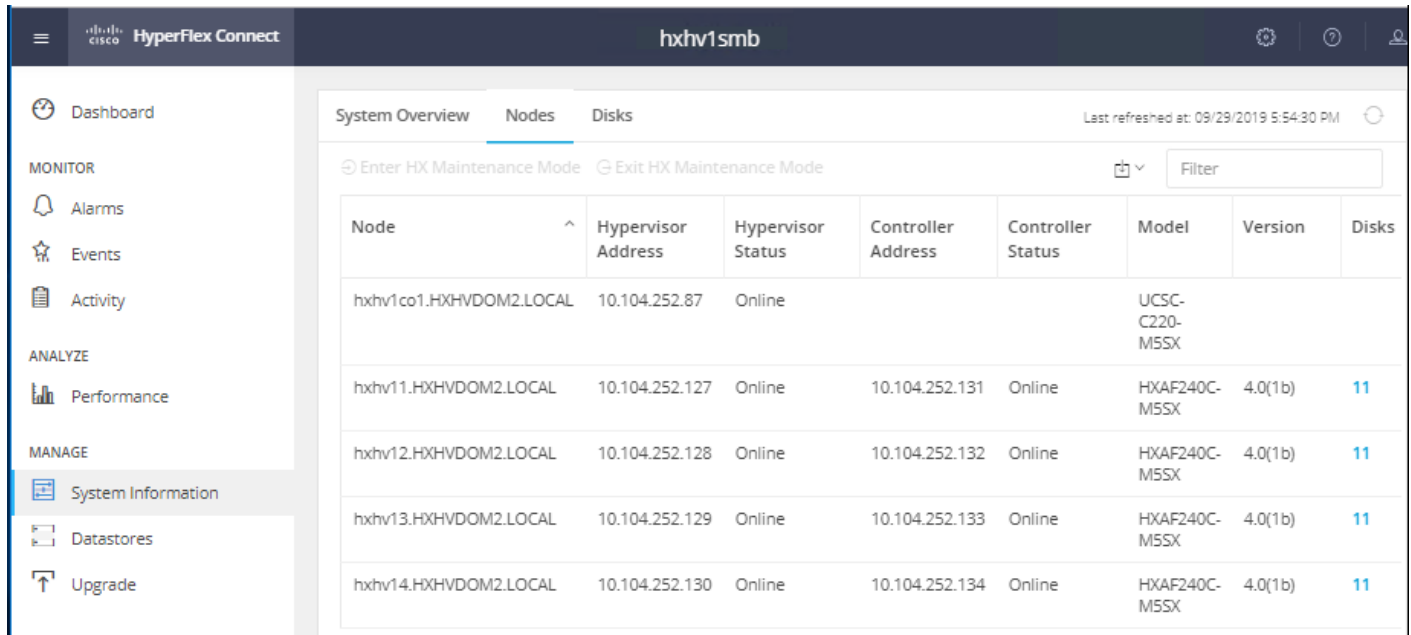 cisco HyperFlex Connect hxhv1smb
Dashboard
MONITOR
Alarms
Events
Activity
ANALYZE
Performance
MANAGE
System Information
Datastores
Upgrade
System Overview Nodes Disks Last refreshed at: 09/29/2019 5:54:30 PM
Enter HX Maintenance Mode Exit HX Maintenance Mode Filter
Node Hypervisor Address Hypervisor Status Controller Address Controller Status Model Version Disks
hxhv1co1.HXHVDOM2.LOCAL 10.104.252.87 Online UCSC-C220-M5SX
hxhv11.HXHVDOM2.LOCAL 10.104.252.127 Online 10.104.252.131 Online HXAF240C-M5SX 4.0(1b) 11
hxhv12.HXHVDOM2.LOCAL 10.104.252.128 Online 10.104.252.132 Online HXAF240C-M5SX 4.0(1b) 11
hxhv13.HXHVDOM2.LOCAL 10.104.252.129 Online 10.104.252.133 Online HXAF240C-M5SX 4.0(1b) 11
hxhv14.HXHVDOM2.LOCAL 10.104.252.130 Online 10.104.252.134 Online HXAF240C-M5SX 4.0(1b) 11